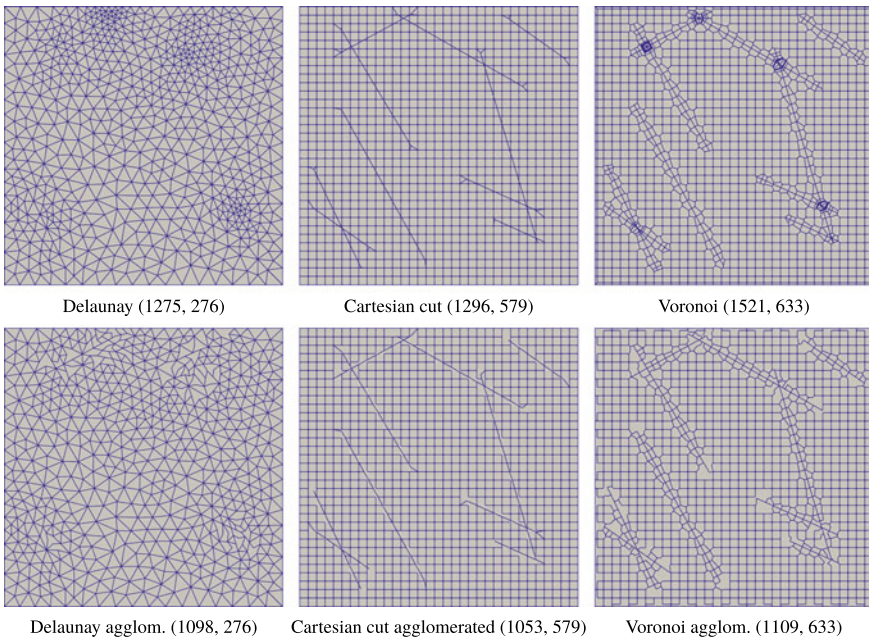 Delaunay (1275, 276)
Cartesian cut (1296, 579)
Voronoi (1521, 633)
Delaunay agglom. (1098, 276)
Cartesian cut agglomerated (1053, 579)
Voronoi agglom. (1109, 633)